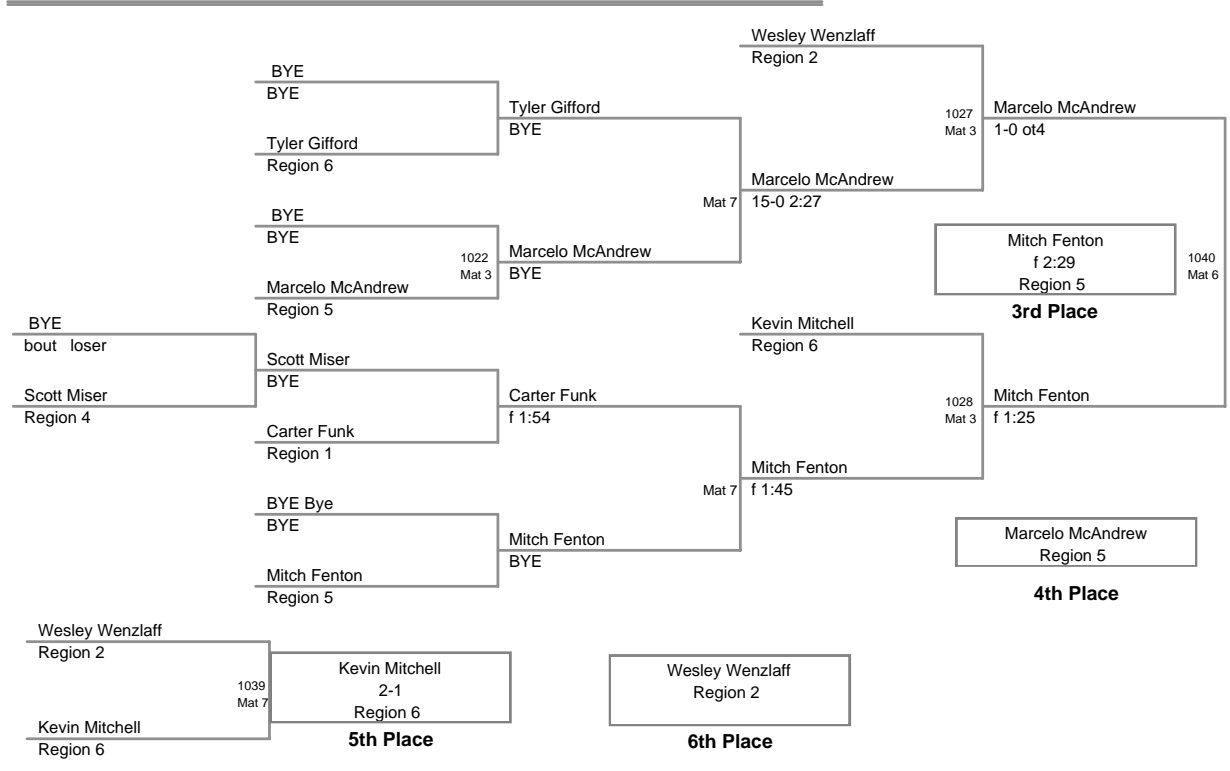 Wesley Wenzlaff
Region 2
BYE
BYE
Tyler Gifford
BYE
1027
Mat 3
Marcelo McAndrew
1-0 ot4
Tyler Gifford
Region 6
Marcelo McAndrew
15-0 2:27
Mat 7
BYE
BYE
1022
Mat 3
Marcelo McAndrew
BYE
Mitch Fenton
f 2:29
Region 5
3rd Place
1040
Mat 6
Marcelo McAndrew
Region 5
BYE
bout loser
Kevin Mitchell
Region 6
Scott Miser
BYE
Scott Miser
Region 4
Carter Funk
f 1:54
1028
Mat 3
Mitch Fenton
f 1:25
Carter Funk
Region 1
Mitch Fenton
f 1:45
Mat 7
BYE Bye
BYE
Mitch Fenton
BYE
Marcelo McAndrew
Region 5
4th Place
Mitch Fenton
Region 5
Wesley Wenzlaff
Region 2
1039
Mat 7
Kevin Mitchell
2-1
Region 6
5th Place
Kevin Mitchell
Region 6
Wesley Wenzlaff
Region 2
6th Place